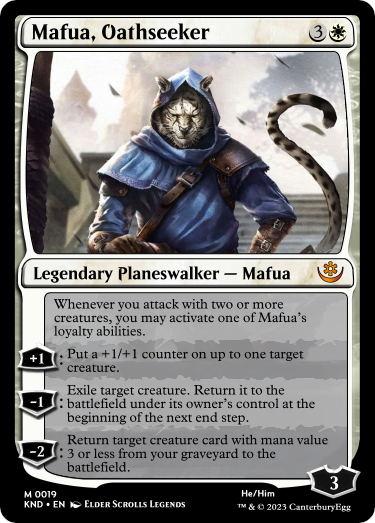 Mafua, Oathseeker 3
Legendary Planeswalker — Mafua
Whenever you attack with two or more
creatures, you may activate one of Mafua's
loyalty abilities.
+1: Put a +1/+1 counter on up to one target
creature.
-1: Exile target creature. Return it to the
battlefield under its owner's control at the
beginning of the next end step.
-2: Return target creature card with mana value
3 or less from your graveyard to the
battlefield.
3
M 0019 He/Him
KND • EN Elder Scrolls Legends ™ & © 2023 CanterburyEgg